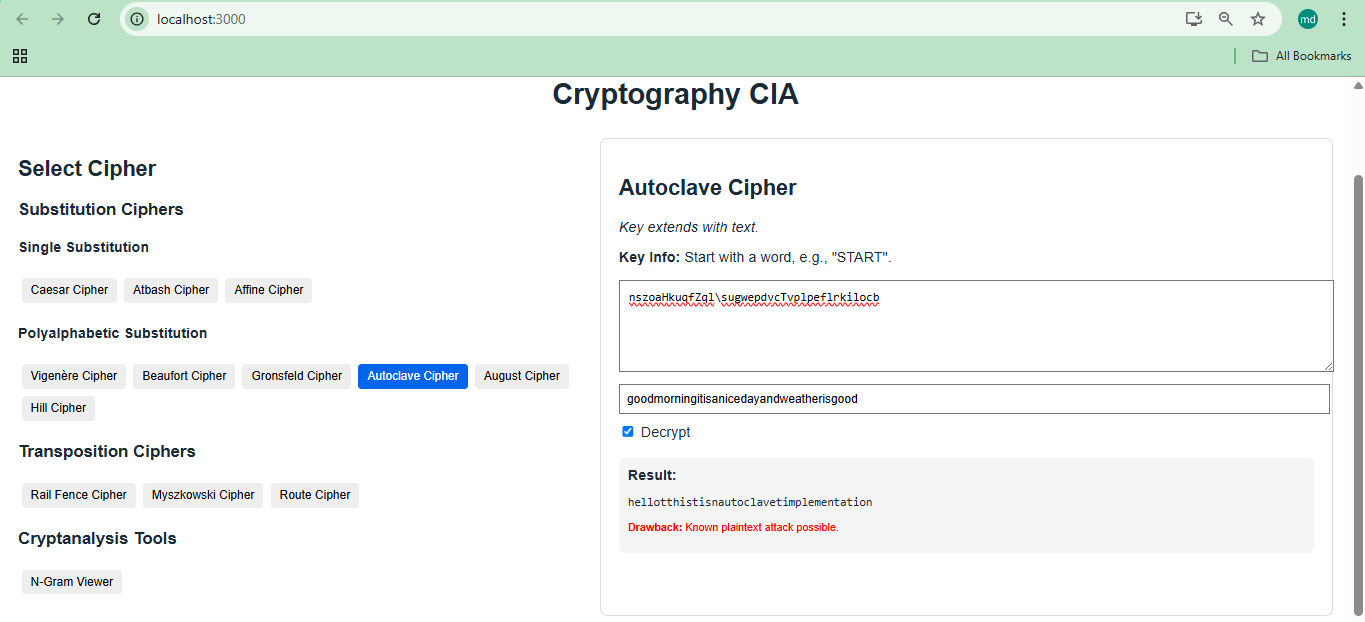 localhost:3000
md
All Bookmarks
Cryptography CIA
Select Cipher
Substitution Ciphers
Single Substitution
Caesar Cipher Atbash Cipher Affine Cipher
Polyalphabetic Substitution
Vigenère Cipher Beaufort Cipher Gronsfeld Cipher Autoclave Cipher August Cipher
Hill Cipher
Transposition Ciphers
Rail Fence Cipher Myszkowski Cipher Route Cipher
Cryptanalysis Tools
N-Gram Viewer
Autoclave Cipher
Key extends with text.
Key Info: Start with a word, e.g., "START".
nszoaHkuqfZql\sugwepdvcTvplpeflrkilocb
goodmorningitisanicedayandweatherisgood
Decrypt
Result:
hellotthistisnautoclavetimplementation
Drawback: Known plaintext attack possible.